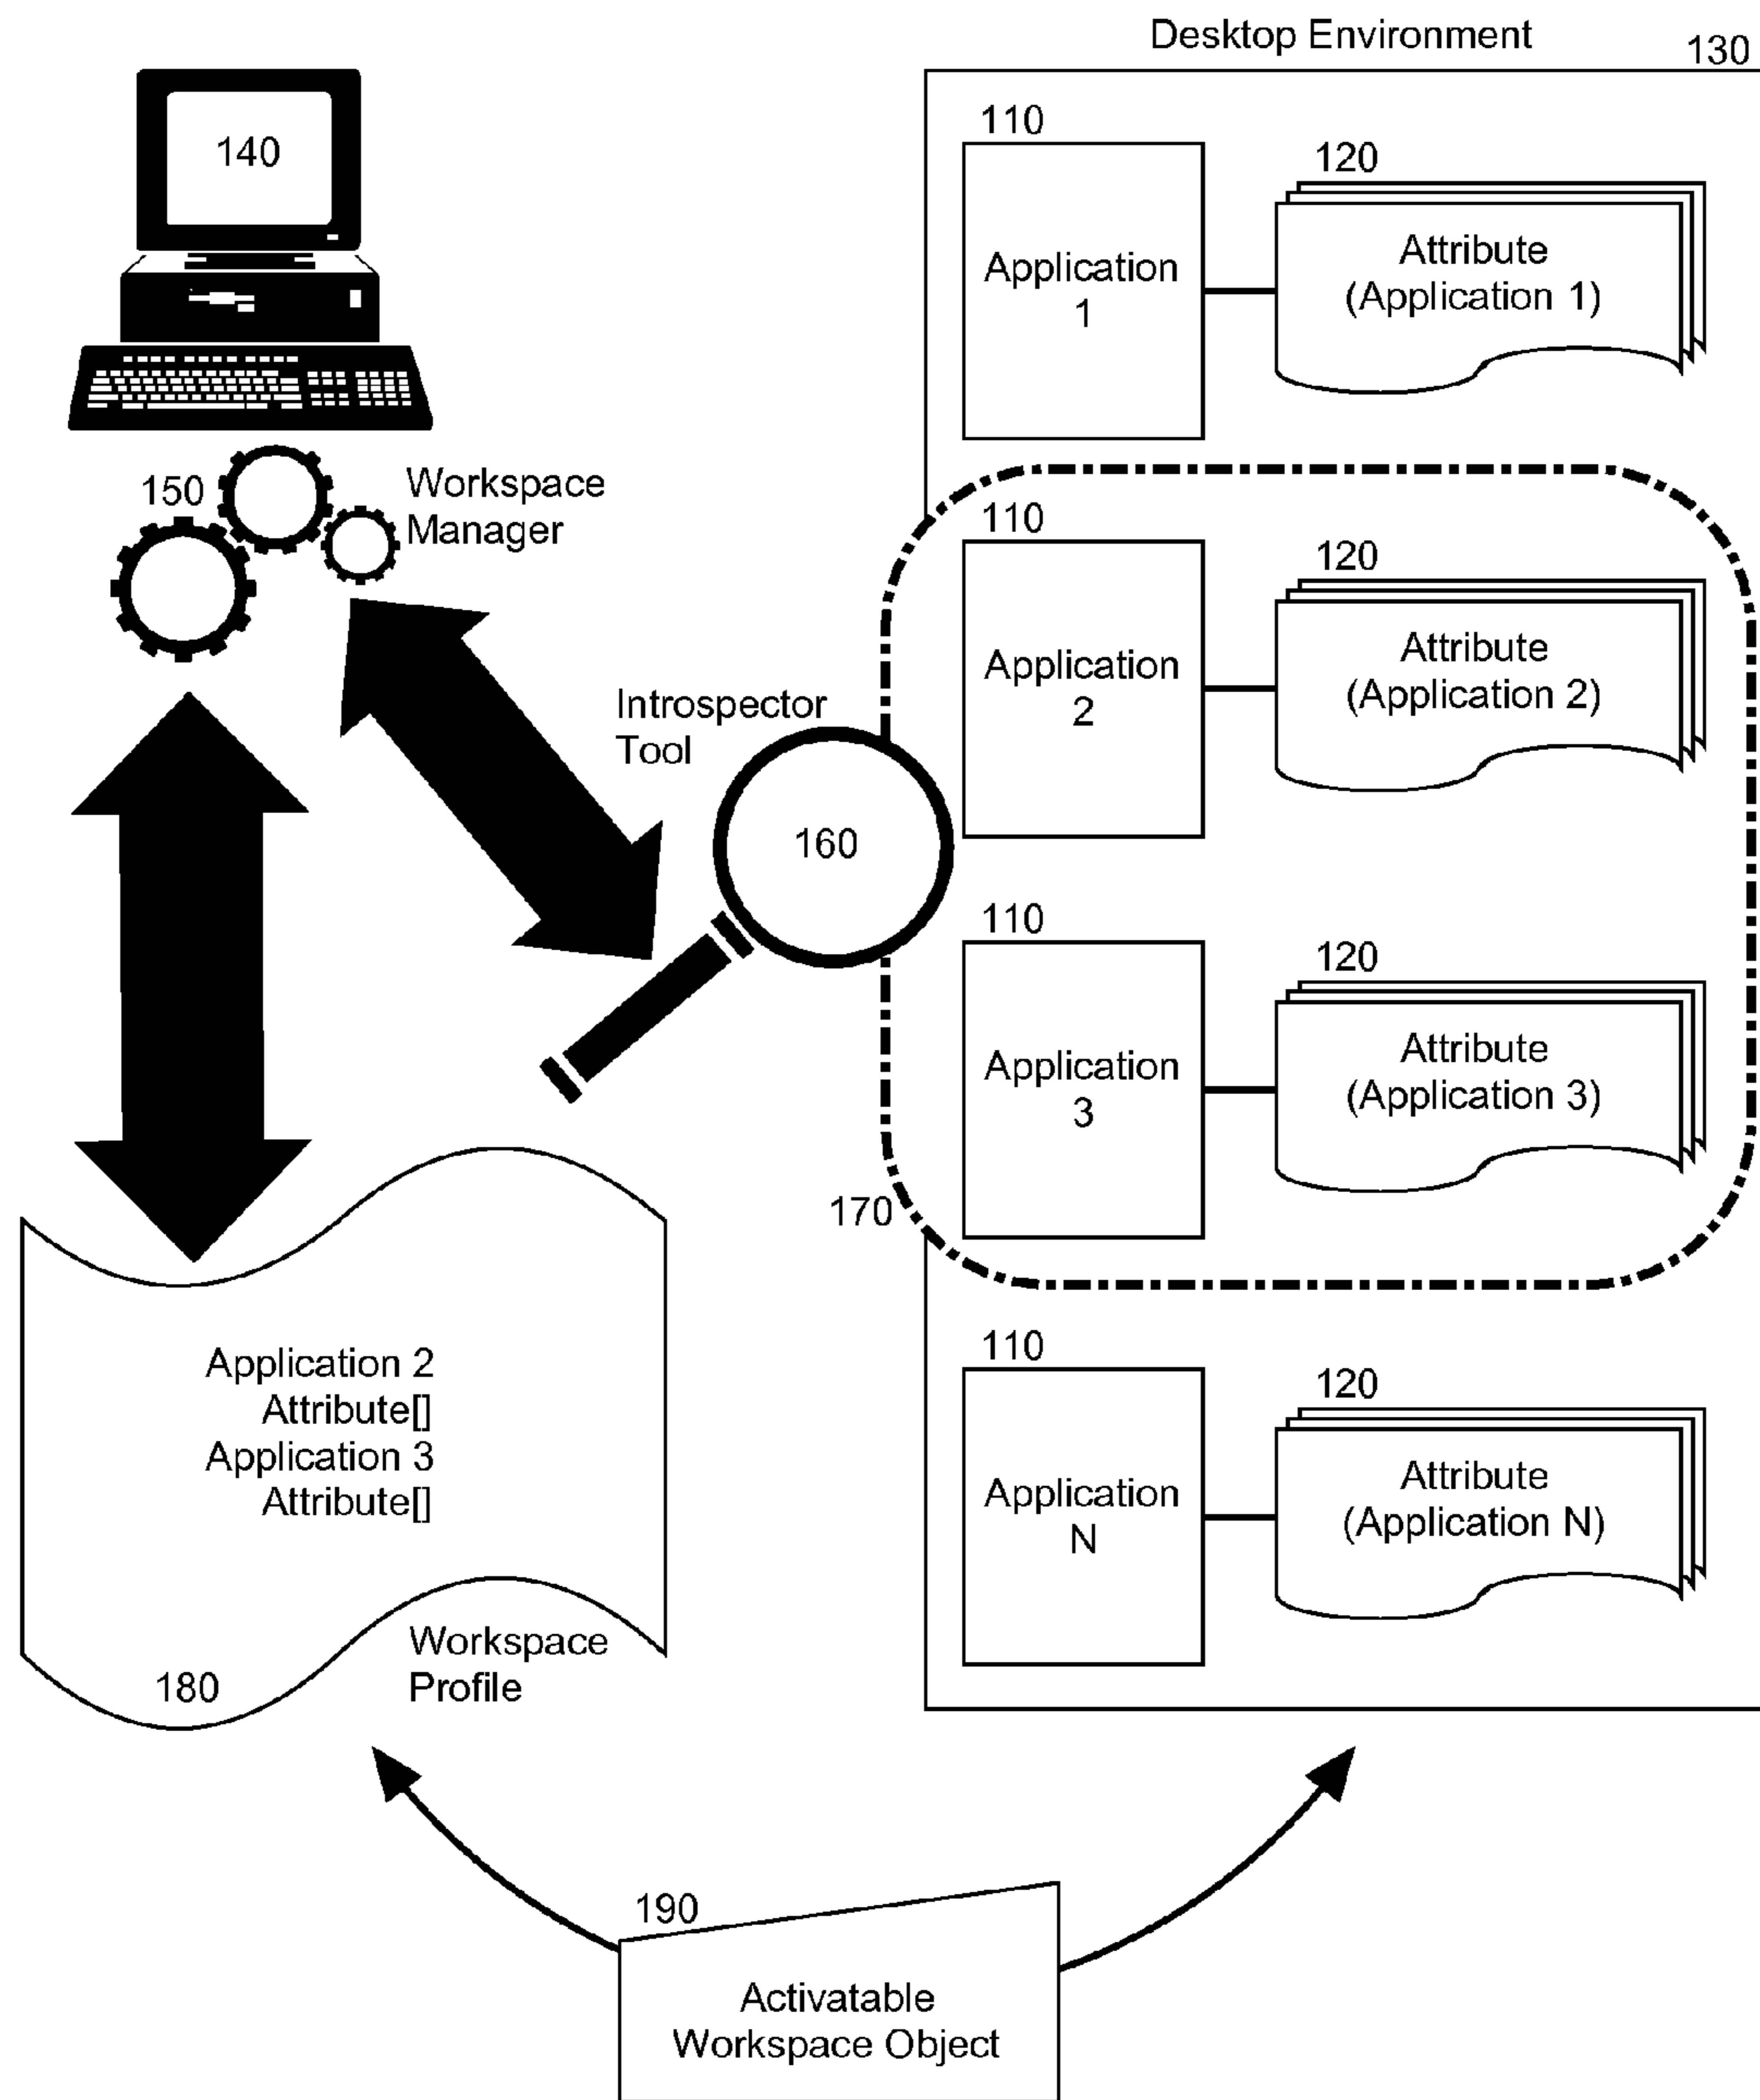 Desktop Environment
130
140
110
120
Application
1
Attribute
(Application 1)
150
Workspace
Manager
110
120
Application
2
Attribute
(Application 2)
Introspector
Tool
160
110
120
Application
3
Attribute
(Application 3)
170
110
120
Application
N
Attribute
(Application N)
Application 2
Attribute[]
Application 3
Attribute[]
Workspace
Profile
180
190
Activatable
Workspace Object